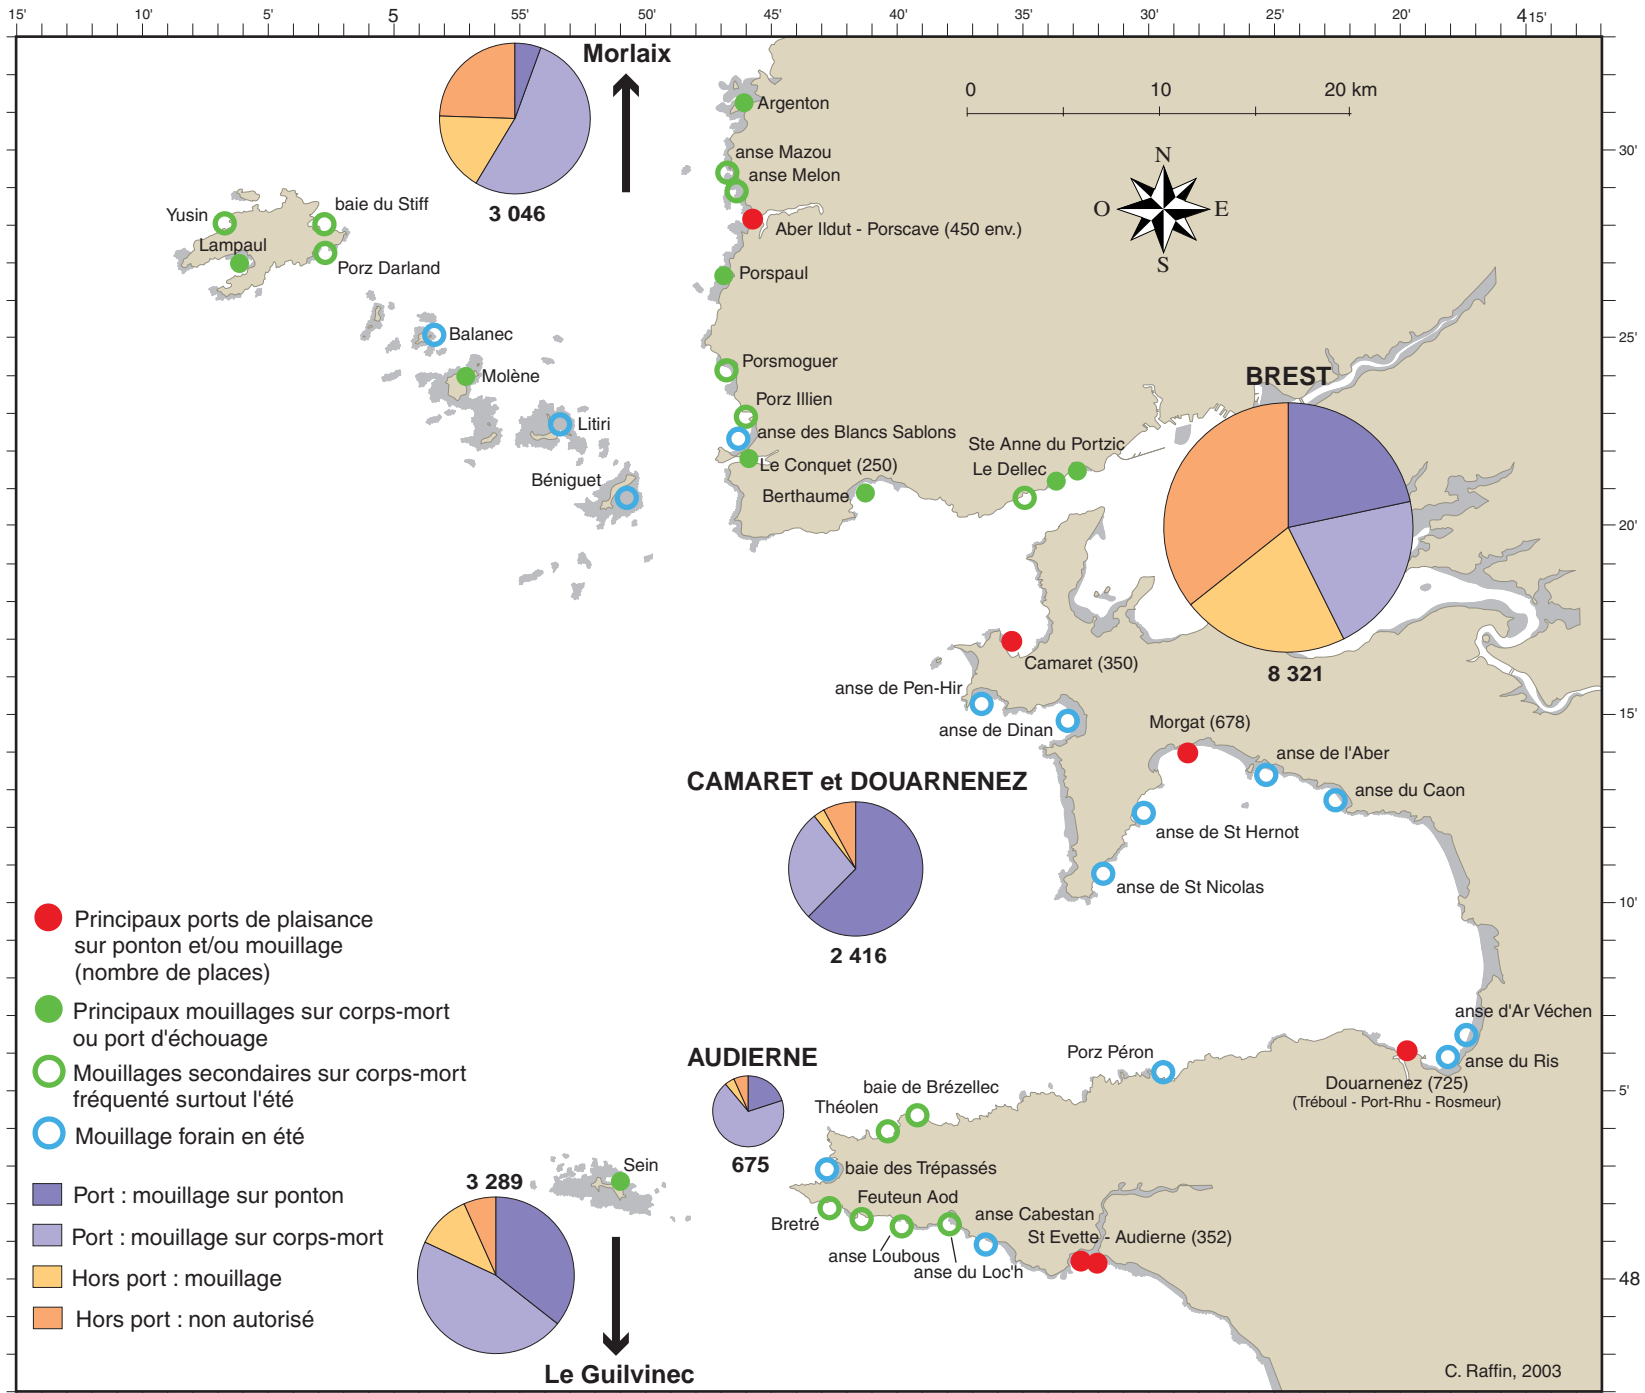 15'
10'
5'
5
55'
50'
45'
40'
35'
30'
25'
20'
4 15'
Morlaix
3 046
0 10 20 km
N
O E
S
30'
25'
20'
15'
10'
5'
48
Argenton
anse Mazou
anse Melon
Aber Ildut - Porscave (450 env.)
Porspaul
Yusin
baie du Stiff
Lampaul
Porz Darland
Balanec
Molène
Litiri
Béniguet
Porsmoguer
Porz Illien
anse des Blancs Sablons
Le Conquet (250)
Berthaume
Ste Anne du Portzic
Le Dellec
BREST
8 321
Camaret (350)
anse de Pen-Hir
anse de Dinan
Morgat (678)
anse de l'Aber
anse du Caon
anse de St Hernot
anse de St Nicolas
CAMARET et DOUARNENEZ
2 416
anse d'Ar Véchen
anse du Ris
Douarnenez (725)
(Tréboul - Port-Rhu - Rosmeur)
Porz Péron
baie de Brézellec
Théolen
AUDIERNE
675
baie des Trépassés
Feuteun Aod
Bretré
anse Loubous
anse du Loc'h
anse Cabestan
St Evette - Audierne (352)
Sein
3 289
Le Guilvinec
Principaux ports de plaisance
sur ponton et/ou mouillage
(nombre de places)
Principaux mouillages sur corps-mort
ou port d'échouage
Mouillages secondaires sur corps-mort
fréquenté surtout l'été
Mouillage forain en été
Port : mouillage sur ponton
Port : mouillage sur corps-mort
Hors port : mouillage
Hors port : non autorisé
C. Raffin, 2003